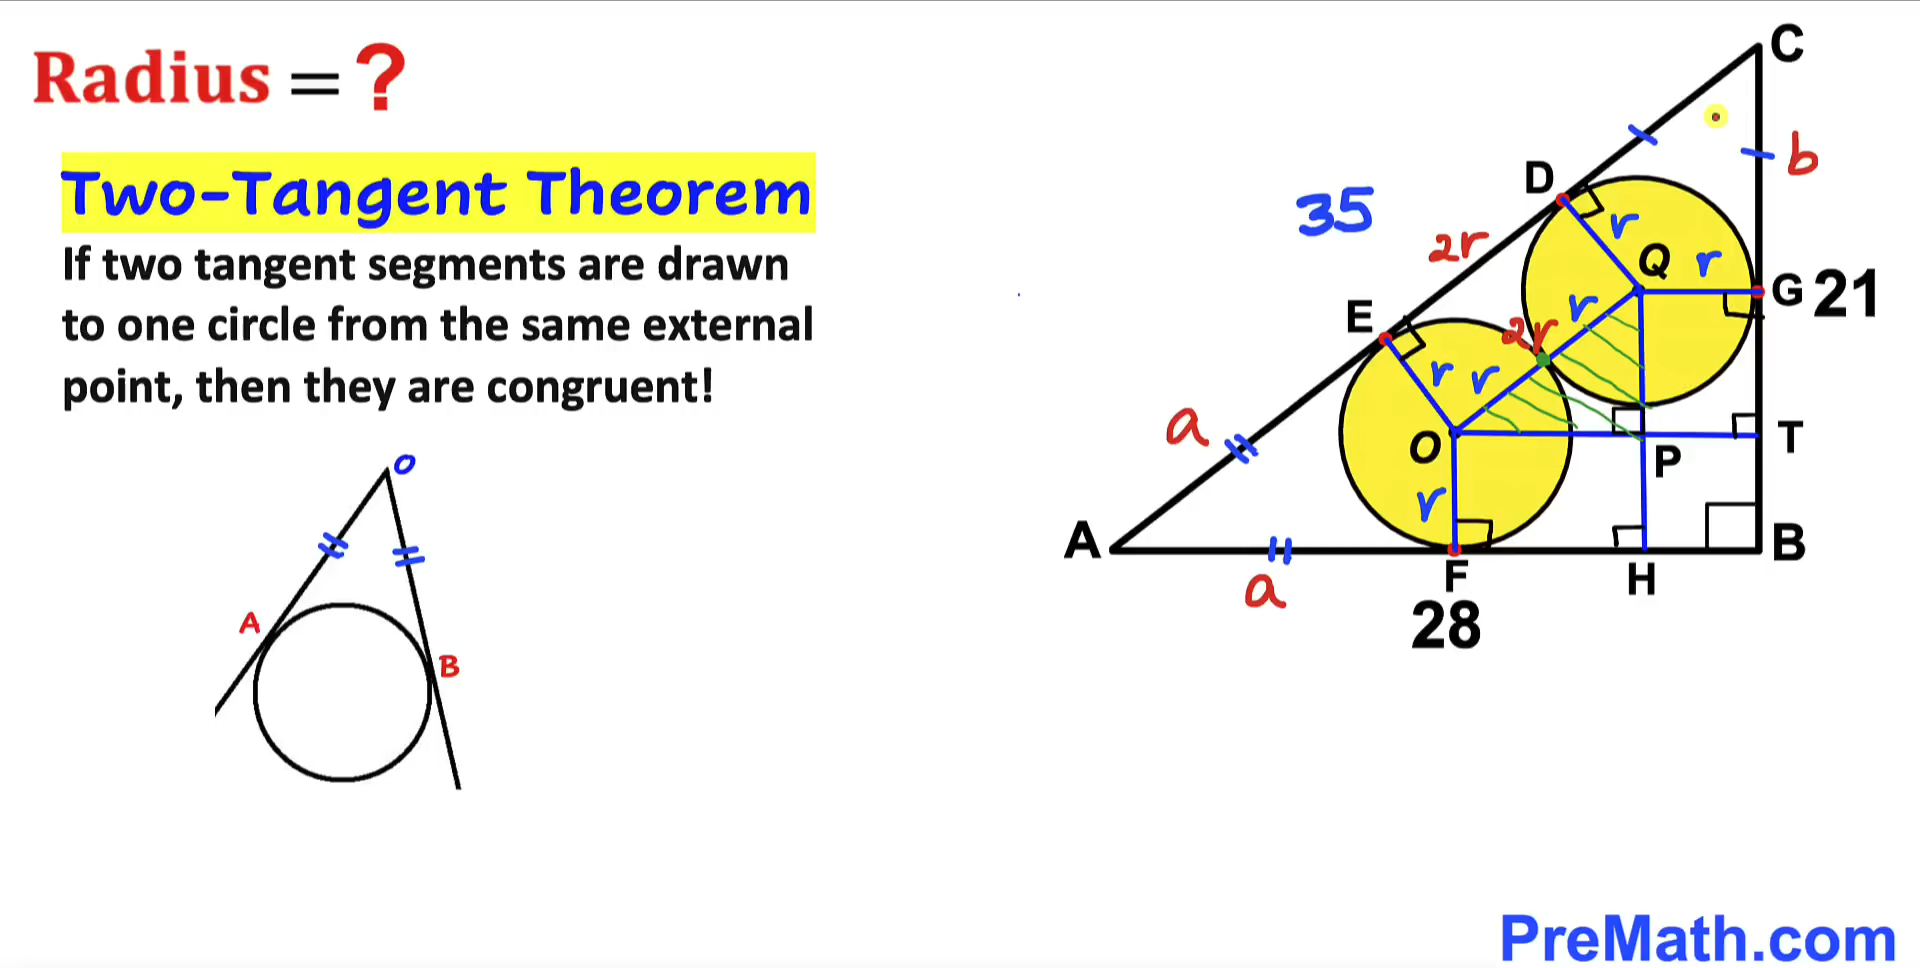 Radius = ?
Two-Tangent Theorem
If two tangent segments are drawn
to one circle from the same external
point, then they are congruent!
O
A
B
C
b
D
35
2r
r
Q
r
G 21
E
r
2r
r
r
a
O
T
P
r
A
B
F
H
a
28
PreMath.com